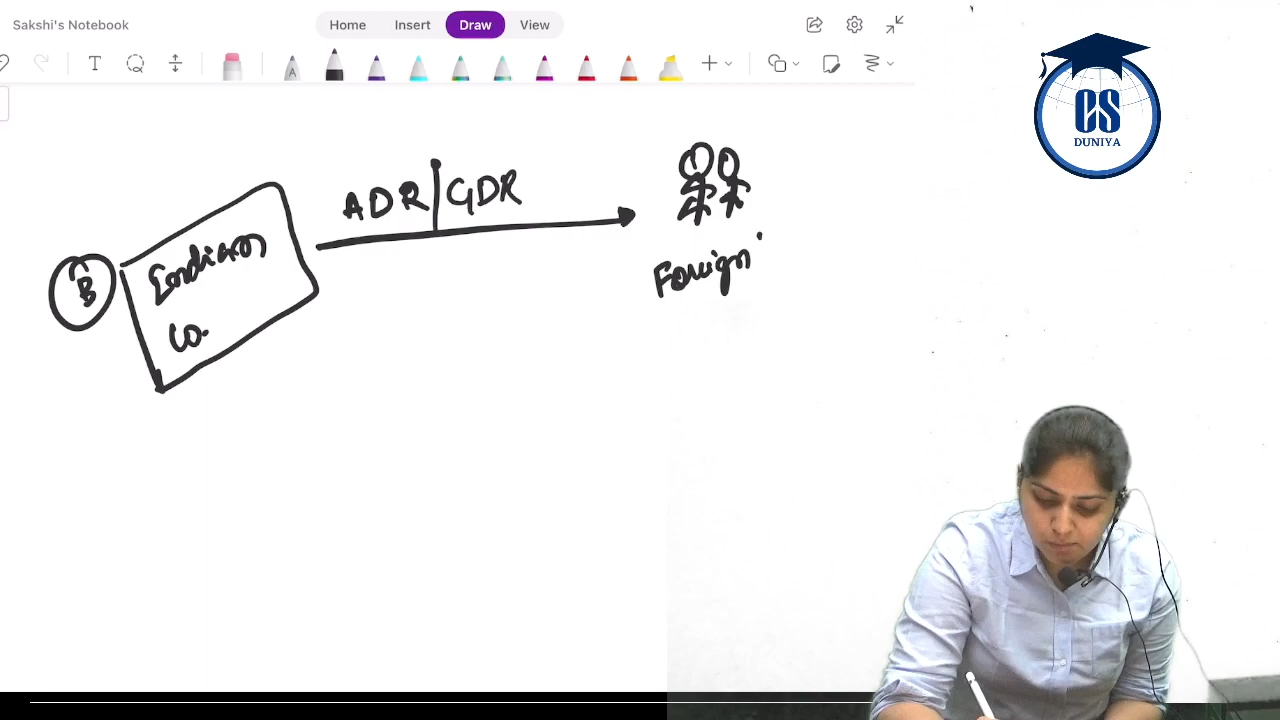 Sakshi's Notebook
Home Insert Draw View
T
A
CS
DUNIYA
ADR | GDR
B
Indian
Co.
Foreign